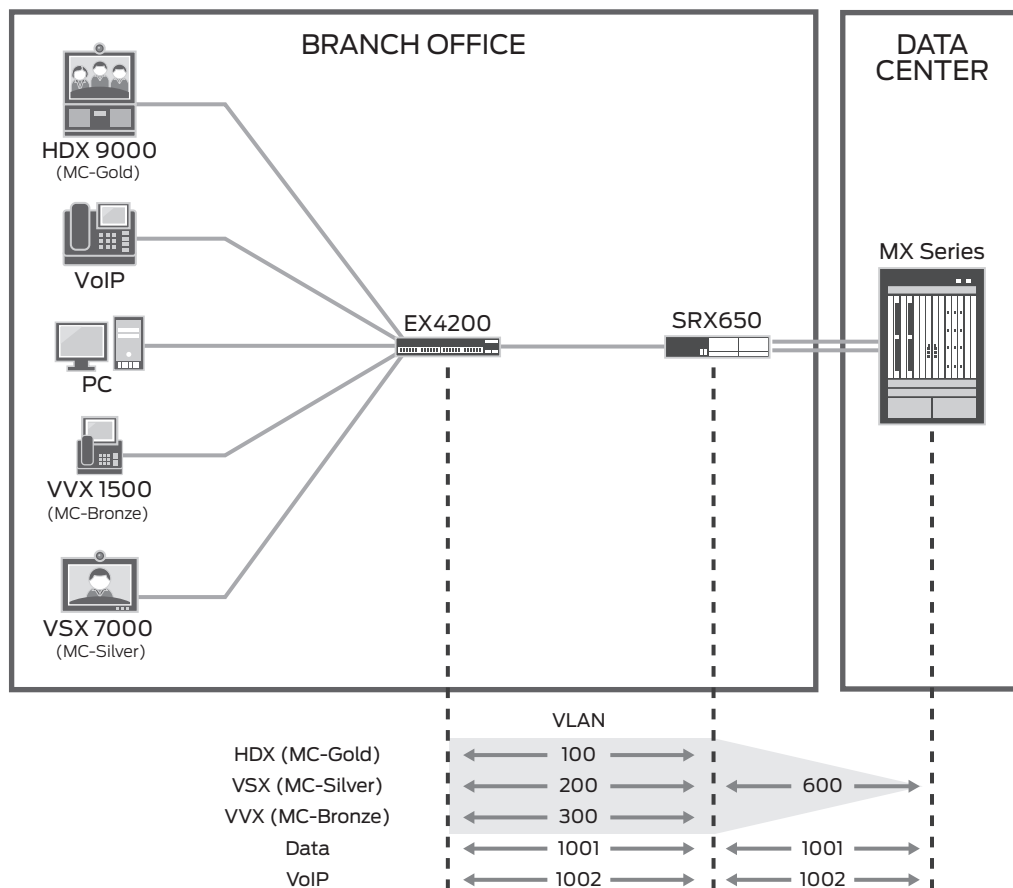 BRANCH OFFICE
DATA
CENTER
HDX 9000
(MC-Gold)
VoIP
PC
VVX 1500
(MC-Bronze)
VSX 7000
(MC-Silver)
EX4200
SRX650
MX Series
VLAN
HDX (MC-Gold) 100
VSX (MC-Silver) 200 600
VVX (MC-Bronze) 300
Data 1001 1001
VoIP 1002 1002